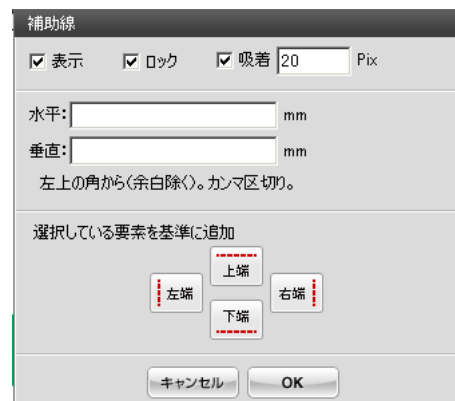 補助線
表示 ロック 吸着 20 Pix
水平: mm
垂直: mm
左上の角から(余白除く)。カンマ区切り。
選択している要素を基準に追加
上端
左端 右端
下端
キャンセル OK